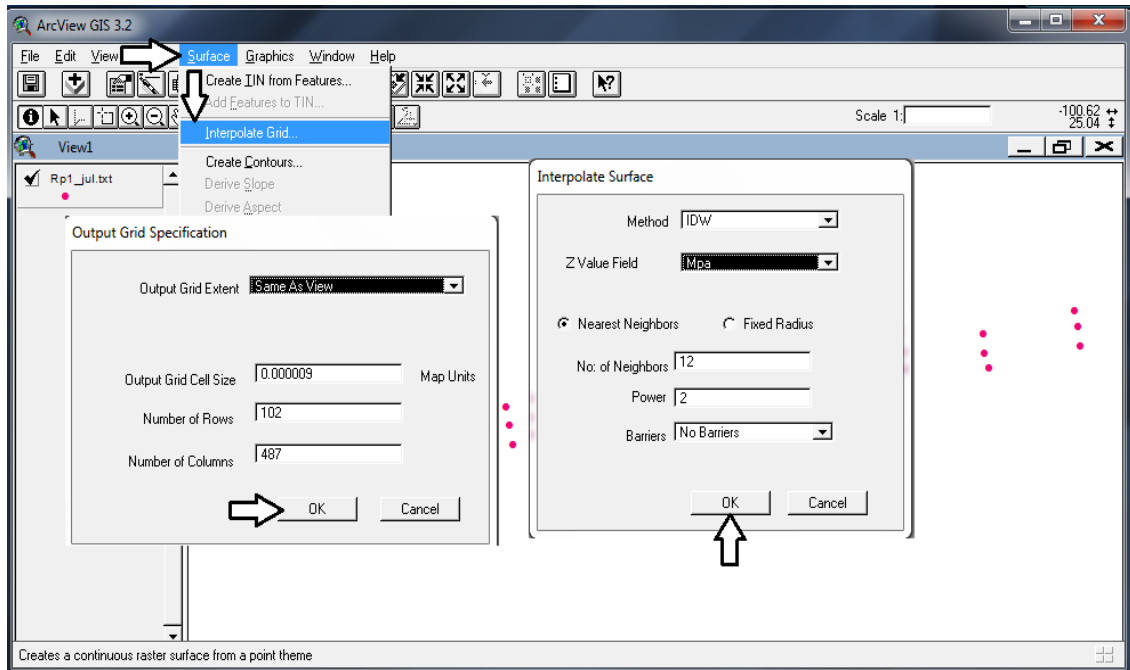 ArcView GIS 3.2
File Edit View Surface Graphics Window Help
Create TIN from Features...
Add Features to TIN...
Interpolate Grid...
Create Contours...
Derive Slope
Derive Aspect
Scale 1:
-100.62
25.04
View1
Rp1_jul.txt
Output Grid Specification
Output Grid Extent Same As View
Output Grid Cell Size 0.000009 Map Units
Number of Rows 102
Number of Columns 487
OK Cancel
Interpolate Surface
Method IDW
Z Value Field Mpa
Nearest Neighbors Fixed Radius
No: of Neighbors 12
Power 2
Barriers No Barriers
OK Cancel
Creates a continuous raster surface from a point theme